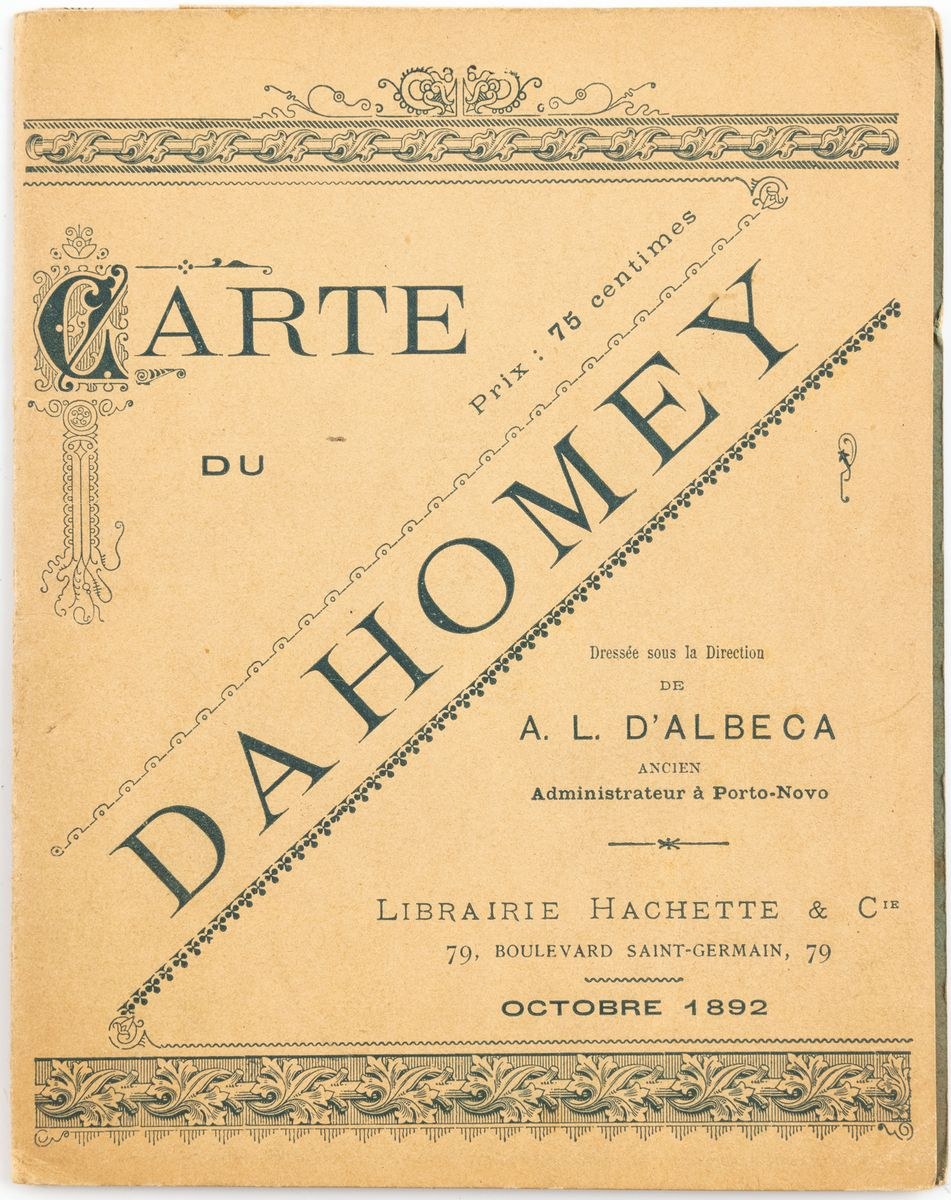 CARTE
DU
Prix : 75 centimes
DAHOMEY
Dressée sous la Direction
DE
A. L. D'ALBECA
ANCIEN
Administrateur à Porto-Novo
LIBRAIRIE HACHETTE & CIE
79, BOULEVARD SAINT-GERMAIN, 79
OCTOBRE 1892